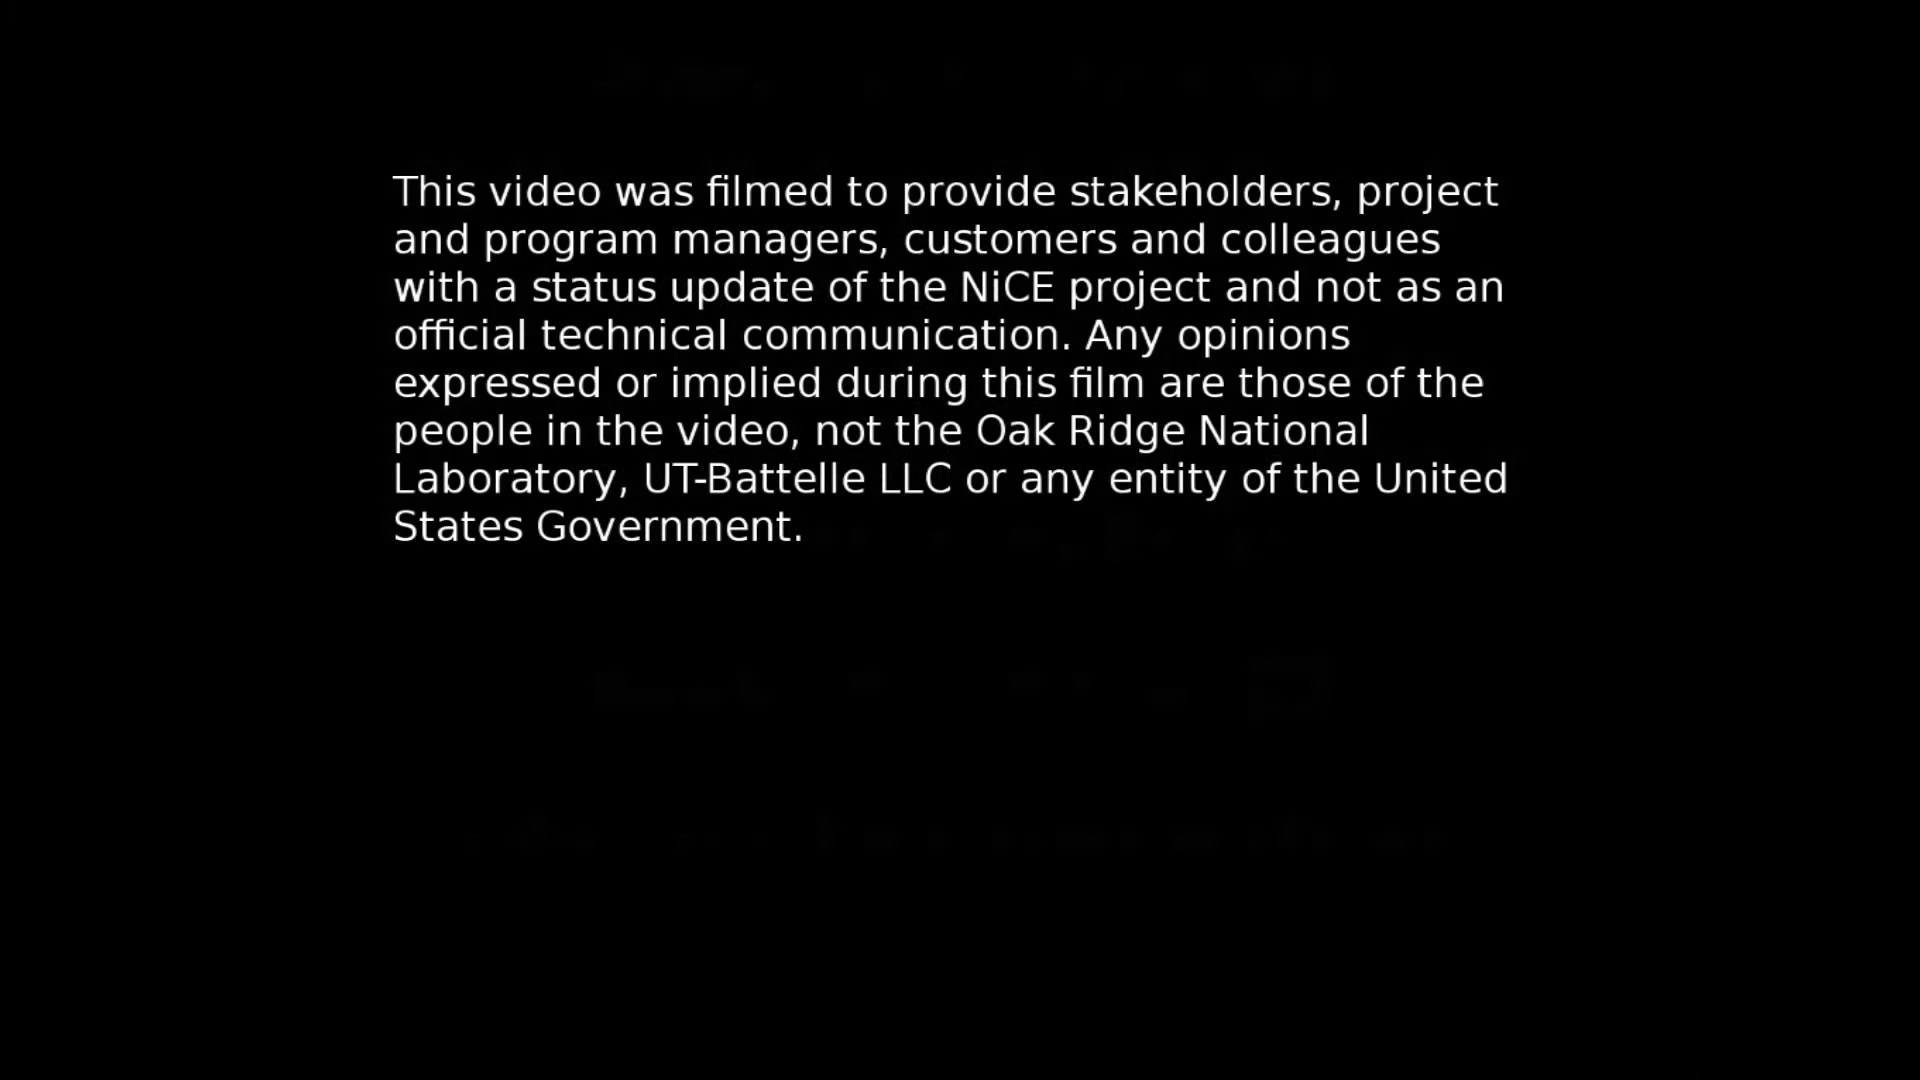 This video was filmed to provide stakeholders, project
and program managers, customers and colleagues
with a status update of the NiCE project and not as an
official technical communication. Any opinions
expressed or implied during this film are those of the
people in the video, not the Oak Ridge National
Laboratory, UT-Battelle LLC or any entity of the United
States Government.